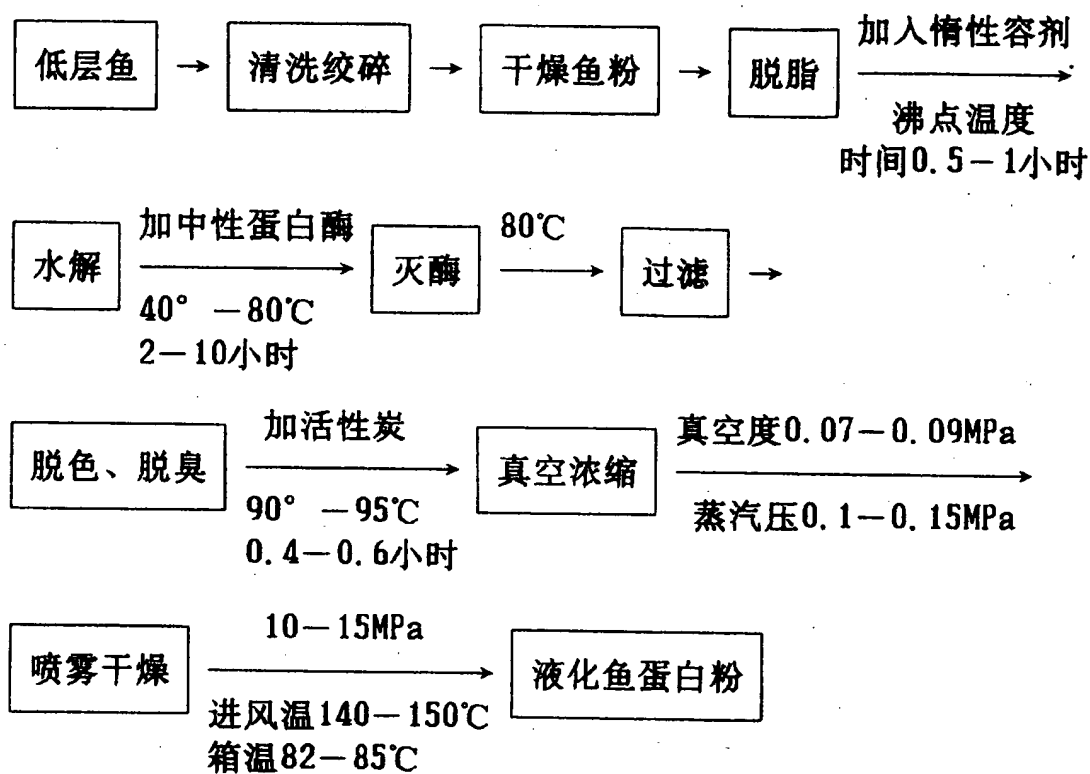 低层鱼 → 清洗绞碎 → 干燥鱼粉 → 脱脂 加入惰性容剂
沸点温度
时间0.5－1小时
水解 加中性蛋白酶 灭酶 80℃ 过滤 →
40° －80℃
2－10小时
脱色、脱臭 加活性炭 真空浓缩 真空度0.07－0.09MPa
90° －95℃ 蒸汽压0.1－0.15MPa
0.4－0.6小时
喷雾干燥 10－15MPa 液化鱼蛋白粉
进风温140－150℃
箱温82－85℃